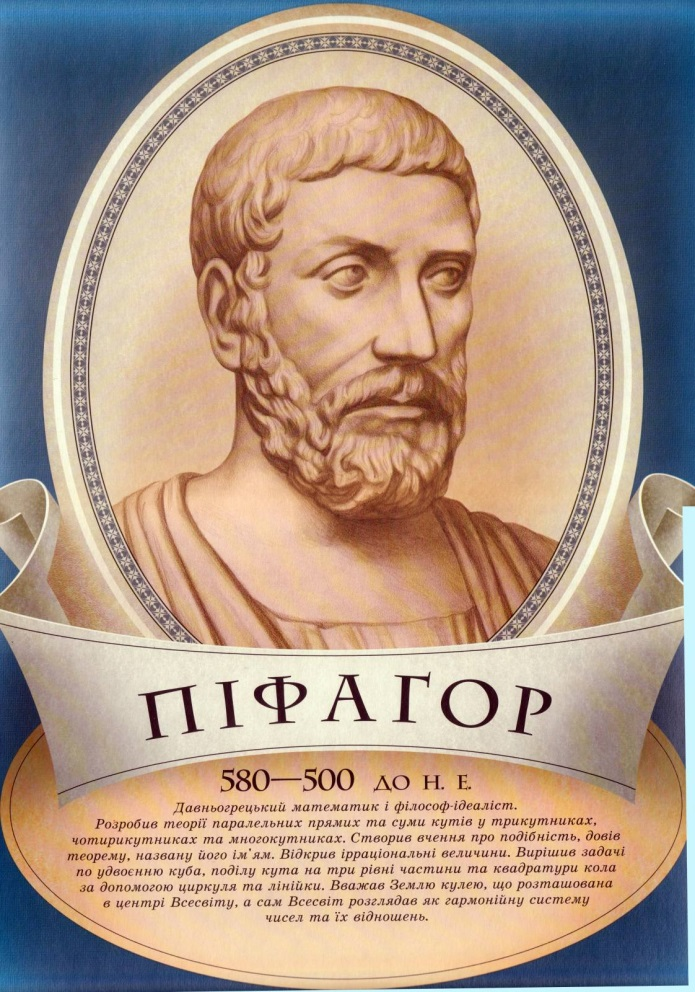 ПІФАГОР
580—500 ДО Н. Е.
Давньогрецький математик і філософ-ідеаліст.
Розробив теорії паралельних прямих та суми кутів у трикутниках,
чотирикутниках та многокутниках. Створив вчення про подібність, довів
теорему, названу його ім'ям. Відкрив ірраціональні величини. Вирішив задачі
по удвоєнню куба, поділу кута на три рівні частини та квадратури кола
за допомогою циркуля та лінійки. Вважав Землю кулею, що розташована
в центрі Всесвіту, а сам Всесвіт розглядав як гармонійну систему
чисел та їх відношень.